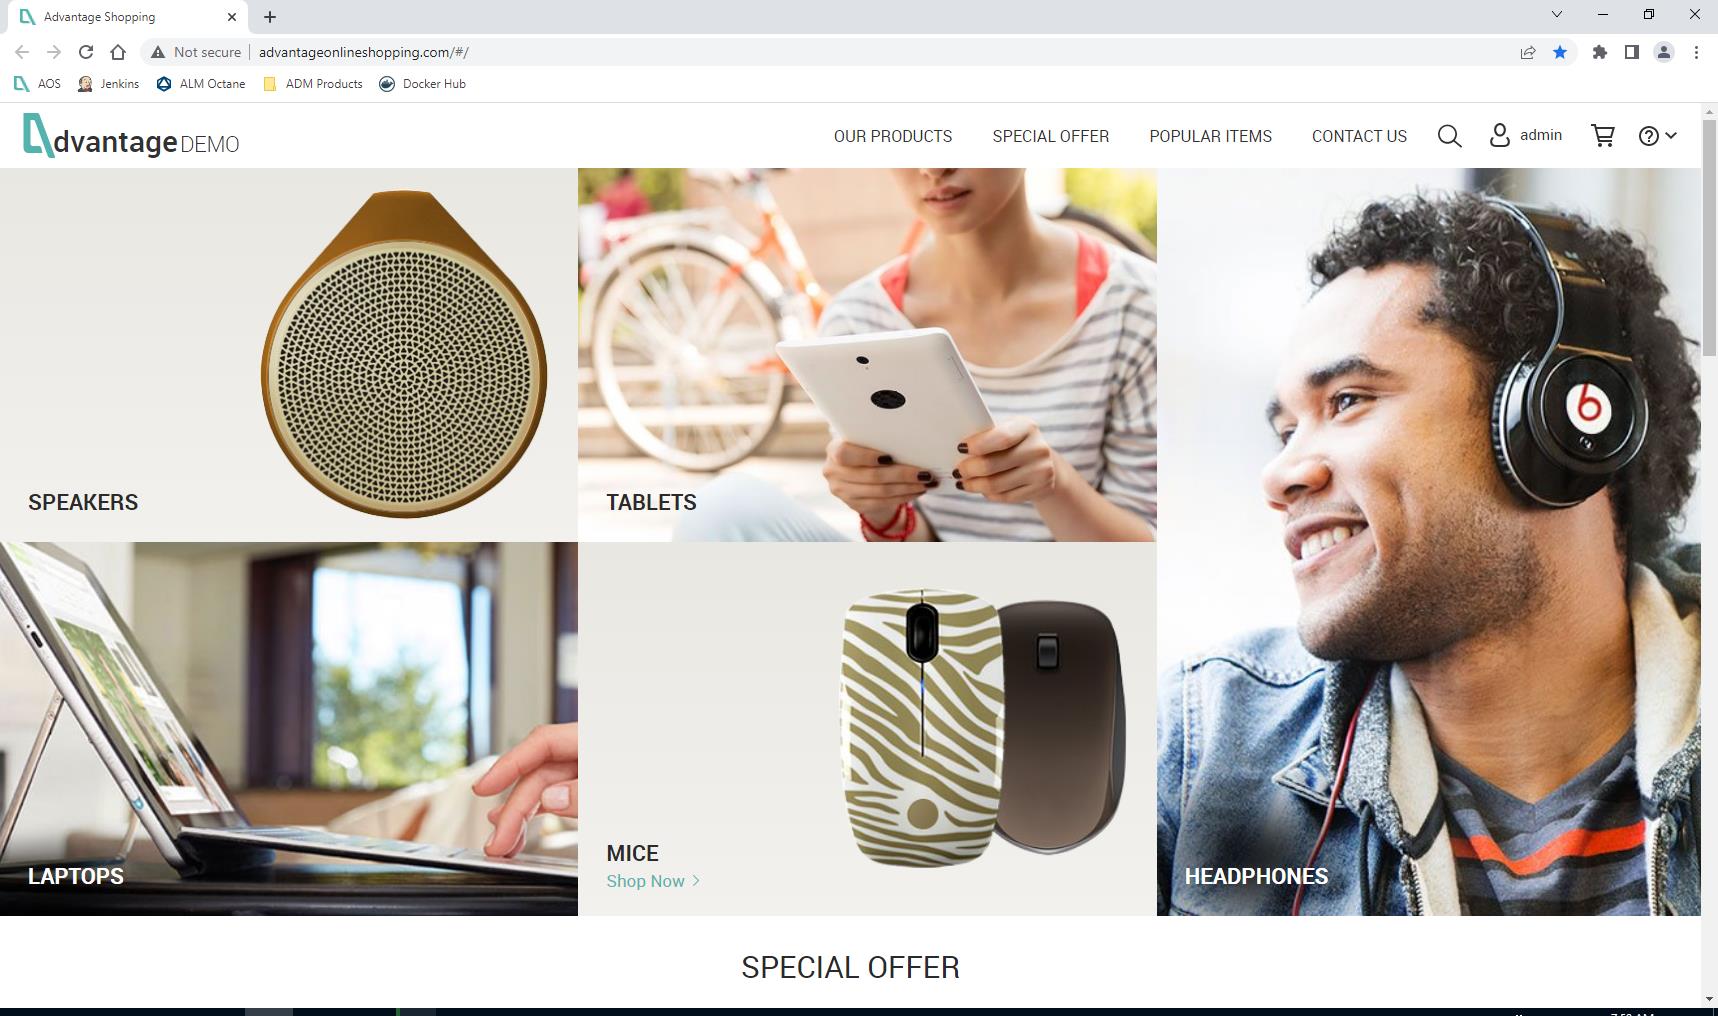 Advantage Shopping
Not secure
advantageonlineshopping.com/#/
AOS
Jenkins
ALM Octane
ADM Products
Docker Hub
dvantage DEMO
OUR PRODUCTS
SPECIAL OFFER
POPULAR ITEMS
CONTACT US
admin
SPEAKERS
TABLETS
LAPTOPS
MICE
Shop Now
HEADPHONES
SPECIAL OFFER